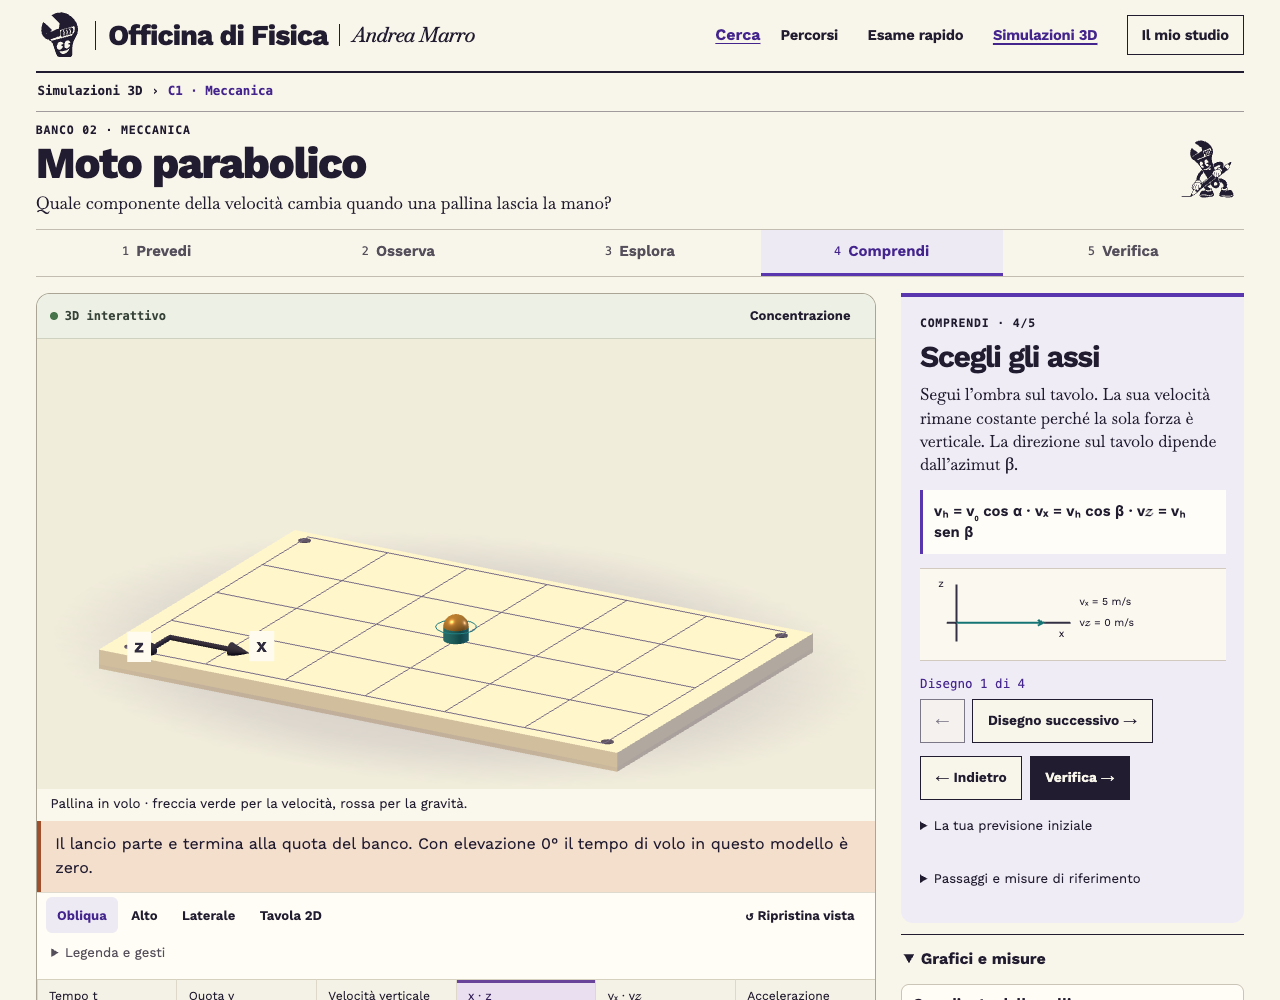 Officina di Fisica
Andrea Marro
Cerca
Percorsi
Esame rapido
Simulazioni 3D
Il mio studio
Simulazioni 3D › C1 · Meccanica
BANCO 02 · MECCANICA
Moto parabolico
Quale componente della velocità cambia quando una pallina lascia la mano?
1 Prevedi
2 Osserva
3 Esplora
4 Comprendi
5 Verifica
3D interattivo
Concentrazione
z
x
Pallina in volo · freccia verde per la velocità, rossa per la gravità.
Il lancio parte e termina alla quota del banco. Con elevazione 0° il tempo di volo in questo modello è
zero.
Obliqua
Alto
Laterale
Tavola 2D
↺ Ripristina vista
▶ Legenda e gesti
Tempo t
Quota y
Velocità verticale
x · z
vₓ · vz
Accelerazione
COMPRENDI · 4/5
Scegli gli assi
Segui l’ombra sul tavolo. La sua velocità
rimane costante perché la sola forza è
verticale. La direzione sul tavolo dipende
dall’azimut β.
vₕ = v₀ cos α · vₓ = vₕ cos β · vz = vₕ
sen β
z
vₓ = 5 m/s
vz = 0 m/s
x
Disegno 1 di 4
←
Disegno successivo →
← Indietro
Verifica →
▶ La tua previsione iniziale
▶ Passaggi e misure di riferimento
▼ Grafici e misure